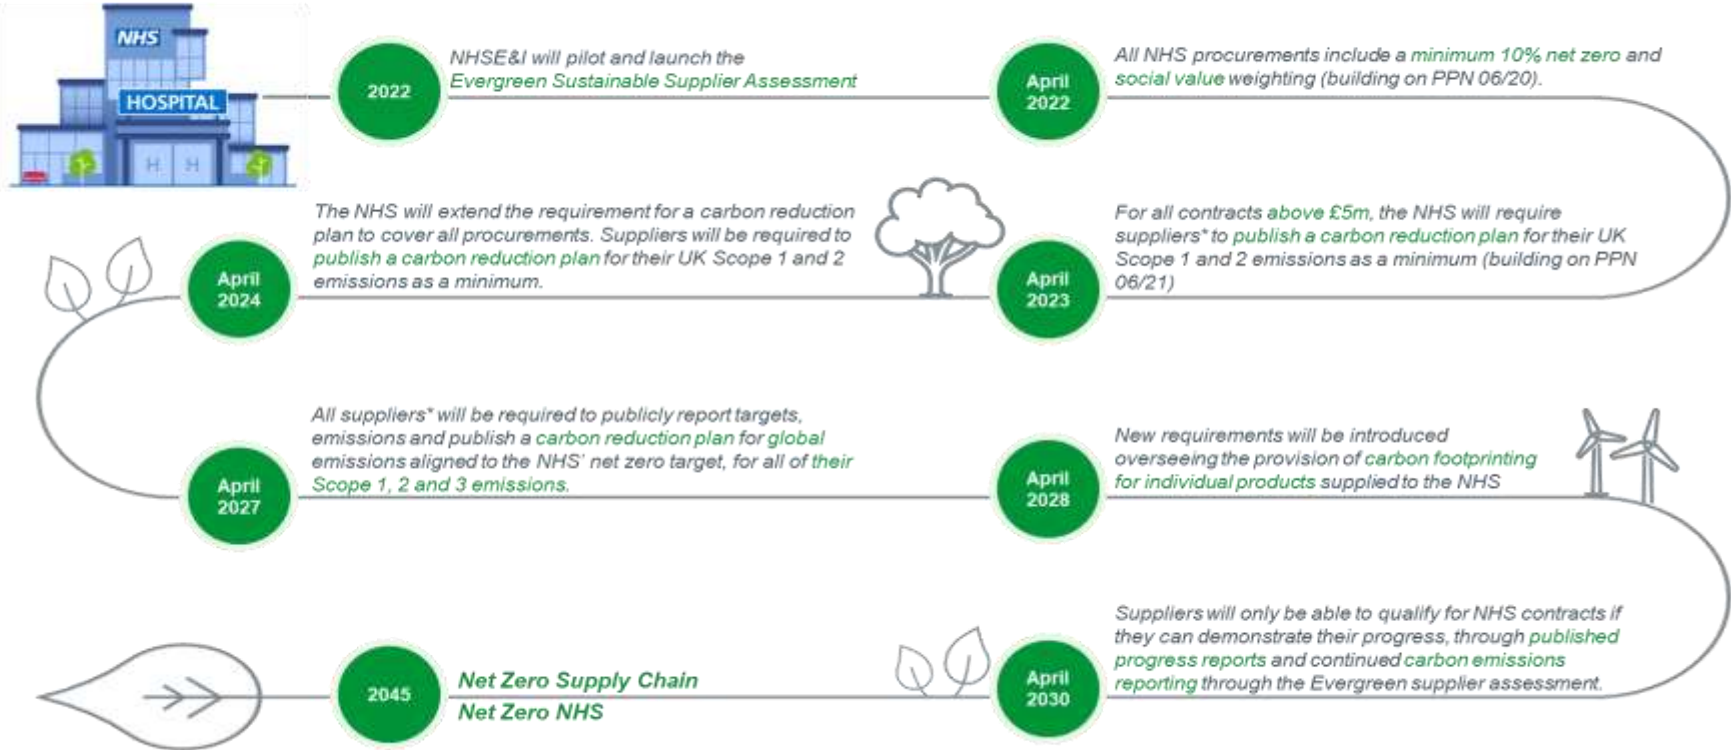 NHS
HOSPITAL
H H
2022
NHSE&I will pilot and launch the
Evergreen Sustainable Supplier Assessment
April
2022
All NHS procurements include a minimum 10% net zero and
social value weighting (building on PPN 06/20).
April
2023
For all contracts above £5m, the NHS will require
suppliers* to publish a carbon reduction plan for their UK
Scope 1 and 2 emissions as a minimum (building on PPN
06/21)
April
2024
The NHS will extend the requirement for a carbon reduction
plan to cover all procurements. Suppliers will be required to
publish a carbon reduction plan for their UK Scope 1 and 2
emissions as a minimum.
April
2027
All suppliers* will be required to publicly report targets,
emissions and publish a carbon reduction plan for global
emissions aligned to the NHS' net zero target, for all of their
Scope 1, 2 and 3 emissions.
April
2028
New requirements will be introduced
overseeing the provision of carbon footprinting
for individual products supplied to the NHS
April
2030
Suppliers will only be able to qualify for NHS contracts if
they can demonstrate their progress, through published
progress reports and continued carbon emissions
reporting through the Evergreen supplier assessment.
2045
Net Zero Supply Chain
Net Zero NHS